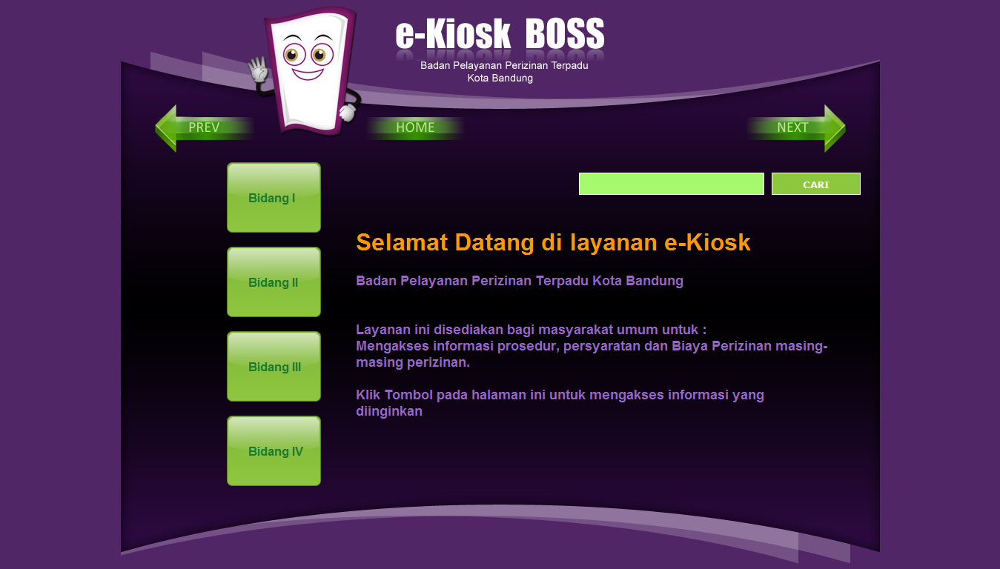 e-Kiosk BOSS
Badan Pelayanan Perizinan Terpadu
Kota Bandung
PREV
HOME
NEXT
CARI
Bidang I
Bidang II
Bidang III
Bidang IV
Selamat Datang di layanan e-Kiosk
Badan Pelayanan Perizinan Terpadu Kota Bandung
Layanan ini disediakan bagi masyarakat umum untuk :
Mengakses informasi prosedur, persyaratan dan Biaya Perizinan masing-
masing perizinan.
Klik Tombol pada halaman ini untuk mengakses informasi yang
diinginkan